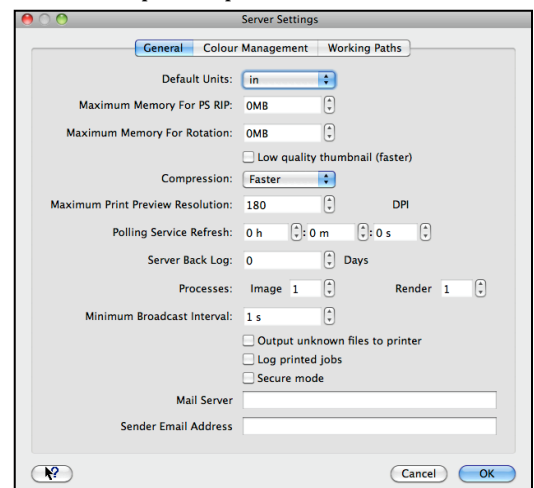 Server Settings
General Colour Management Working Paths
Default Units: in
Maximum Memory For PS RIP: 0MB
Maximum Memory For Rotation: 0MB
Low quality thumbnail (faster)
Compression: Faster
Maximum Print Preview Resolution: 180 DPI
Polling Service Refresh: 0 h : 0 m : 0 s
Server Back Log: 0 Days
Processes: Image 1 Render 1
Minimum Broadcast Interval: 1 s
Output unknown files to printer
Log printed jobs
Secure mode
Mail Server
Sender Email Address
? Cancel OK